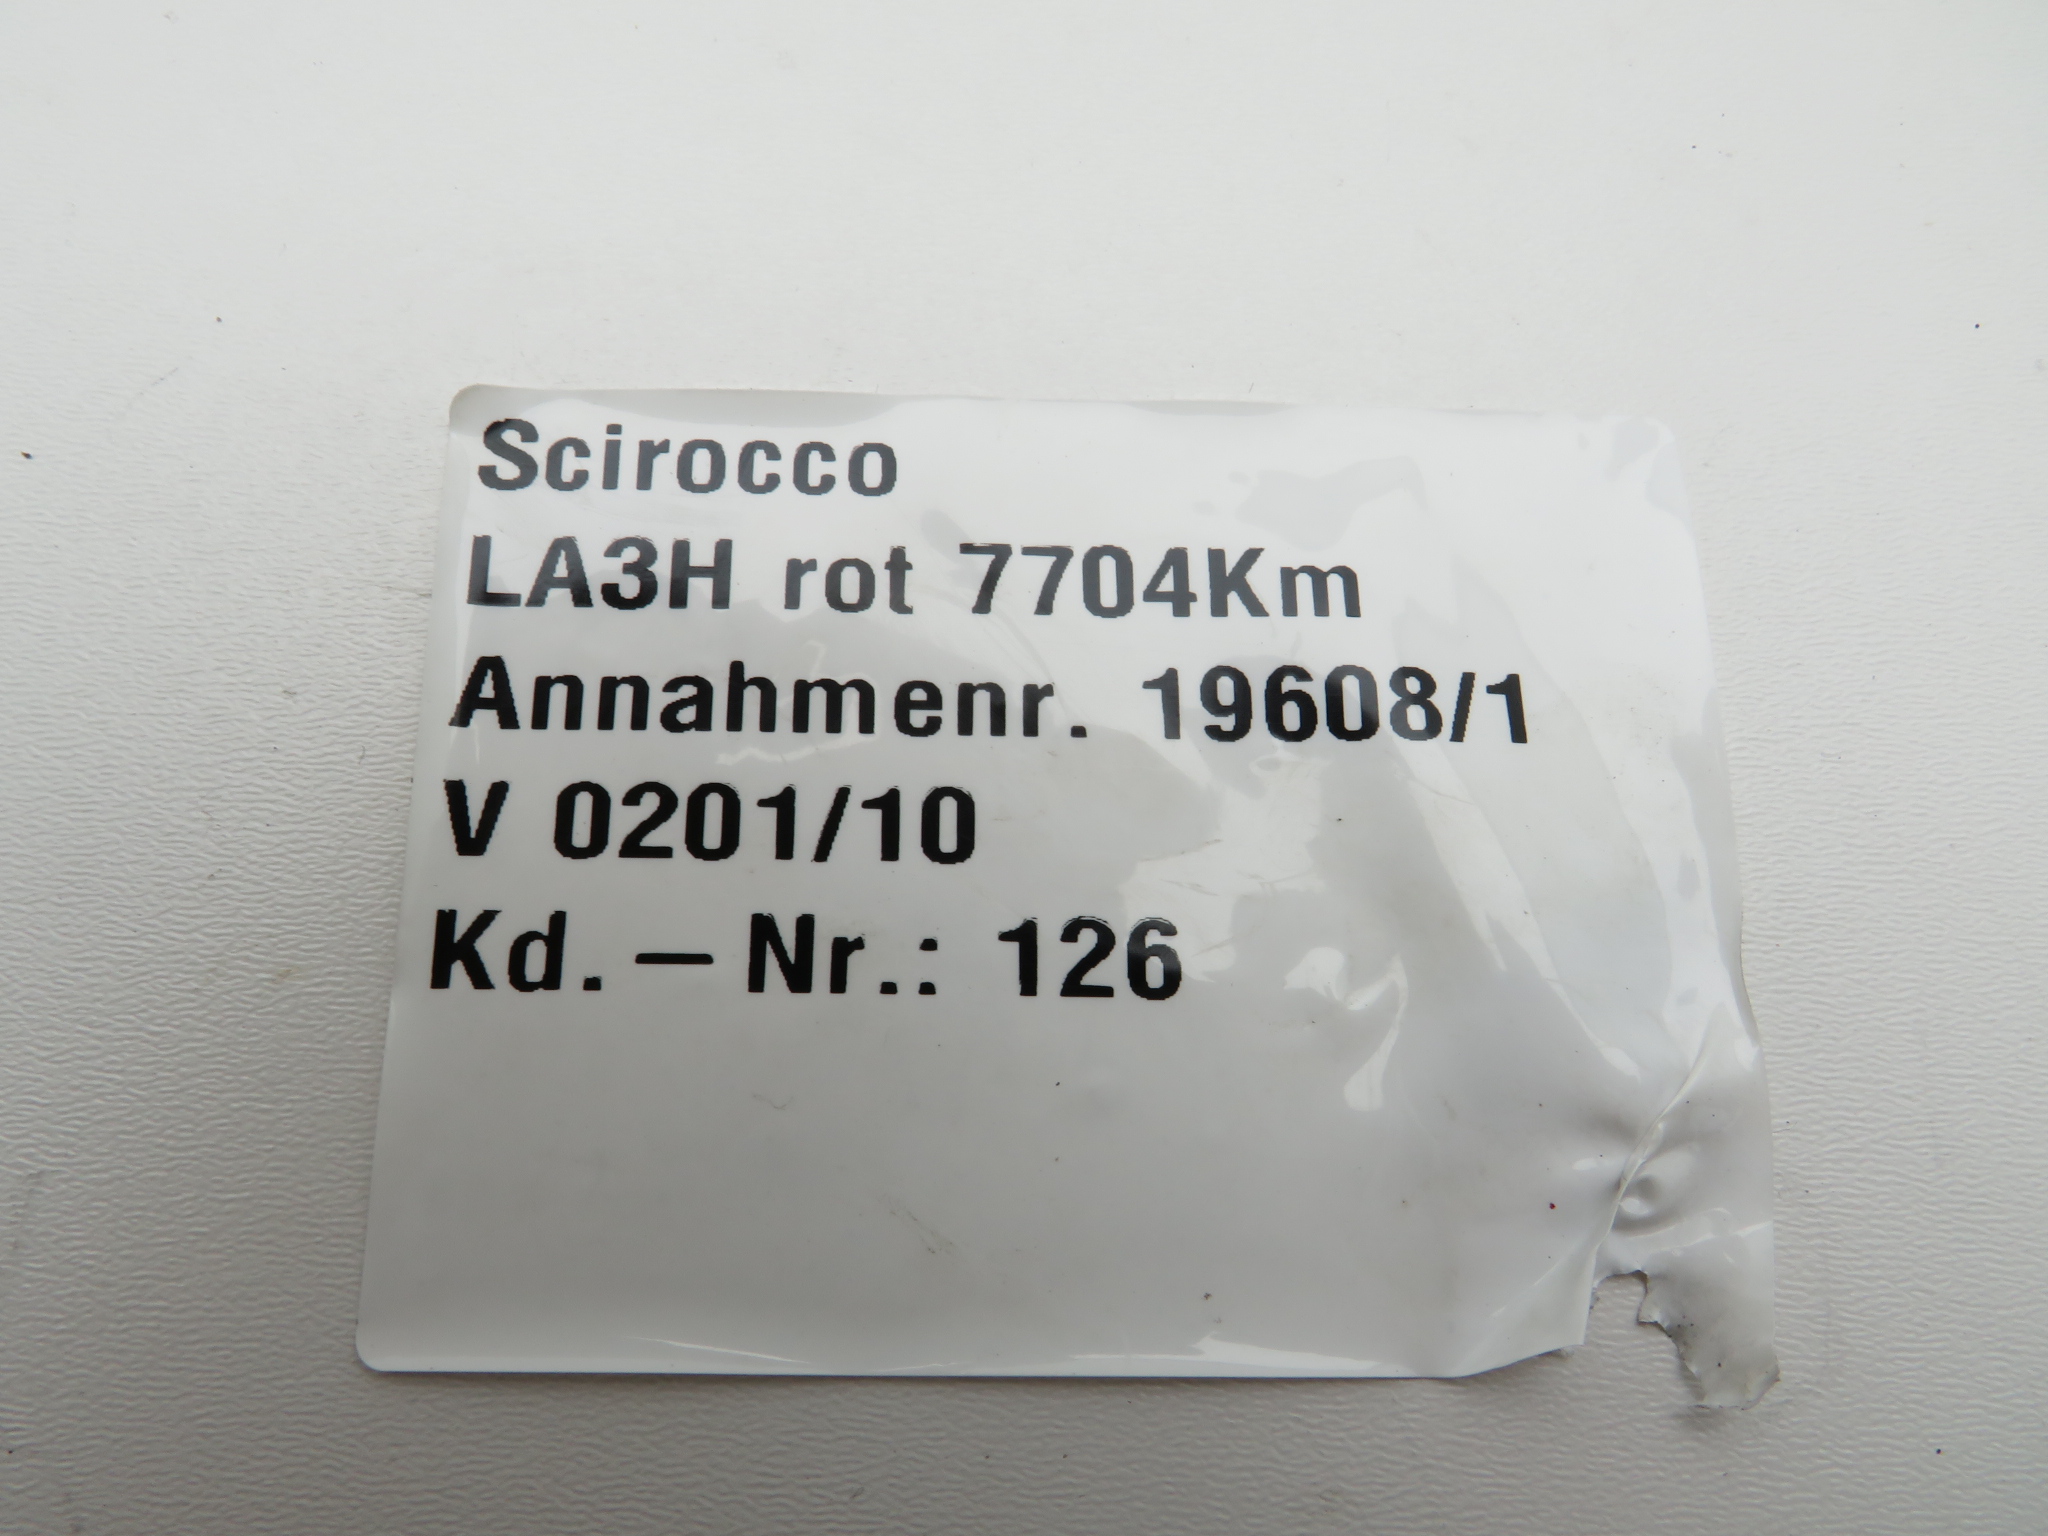 Scirocco
LA3H rot 7704Km
Annahmenr. 19608/1
V 0201/10
Kd. – Nr.: 126